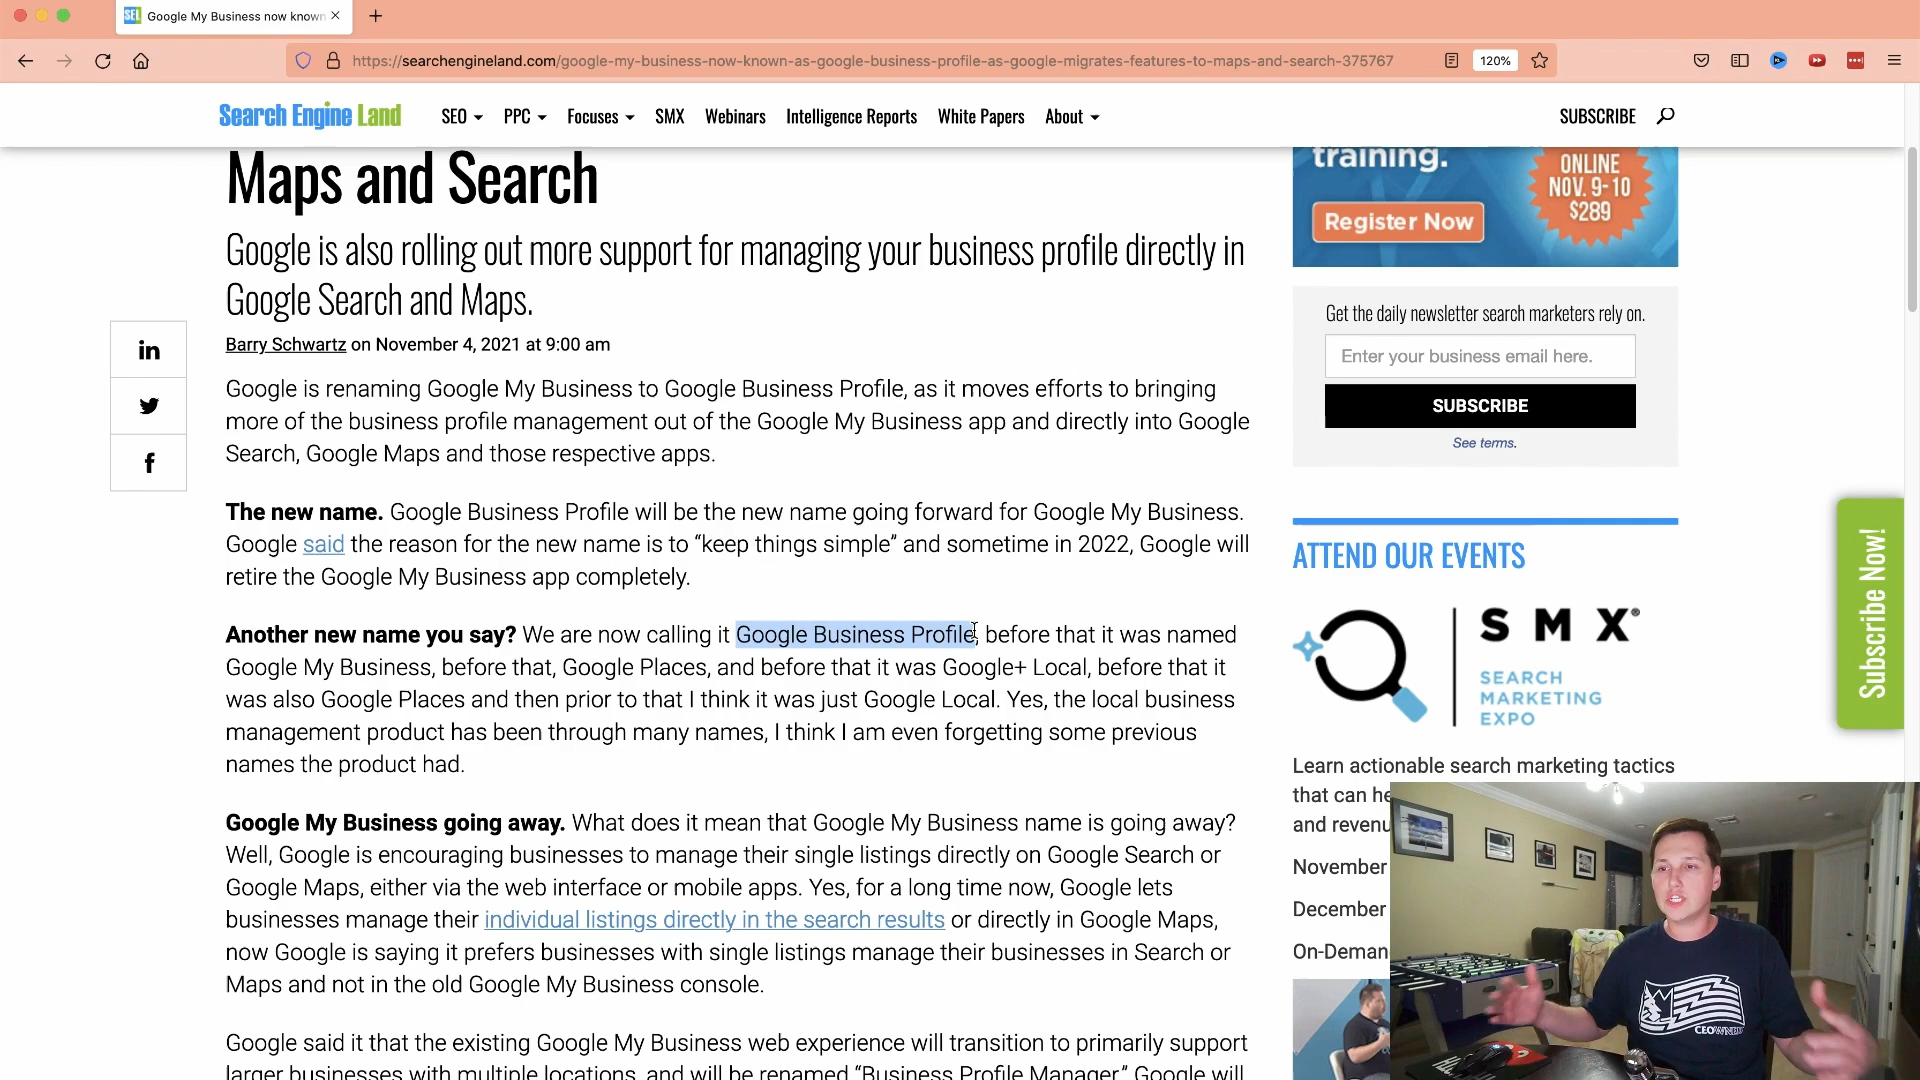 Google My Business now known
https://searchengineland.com/google-my-business-now-known-as-google-business-profile-as-google-migrates-features-to-maps-and-search-375767
120%
Search Engine Land
SEO
PPC
Focuses
SMX
Webinars
Intelligence Reports
White Papers
About
SUBSCRIBE
Maps and Search
Google is also rolling out more support for managing your business profile directly in
Google Search and Maps.
Barry Schwartz on November 4, 2021 at 9:00 am
Google is renaming Google My Business to Google Business Profile, as it moves efforts to bringing
more of the business profile management out of the Google My Business app and directly into Google
Search, Google Maps and those respective apps.
The new name. Google Business Profile will be the new name going forward for Google My Business.
Google said the reason for the new name is to “keep things simple” and sometime in 2022, Google will
retire the Google My Business app completely.
Another new name you say? We are now calling it Google Business Profile, before that it was named
Google My Business, before that, Google Places, and before that it was Google+ Local, before that it
was also Google Places and then prior to that I think it was just Google Local. Yes, the local business
management product has been through many names, I think I am even forgetting some previous
names the product had.
Google My Business going away. What does it mean that Google My Business name is going away?
Well, Google is encouraging businesses to manage their single listings directly on Google Search or
Google Maps, either via the web interface or mobile apps. Yes, for a long time now, Google lets
businesses manage their individual listings directly in the search results or directly in Google Maps,
now Google is saying it prefers businesses with single listings manage their businesses in Search or
Maps and not in the old Google My Business console.
Google said it that the existing Google My Business web experience will transition to primarily support
larger businesses with multiple locations, and will be renamed “Business Profile Manager.” Google will
training.
Register Now
ONLINE
NOV. 9-10
$289
Get the daily newsletter search marketers rely on.
Enter your business email here.
SUBSCRIBE
See terms.
ATTEND OUR EVENTS
SMX®
SEARCH
MARKETING
EXPO
Learn actionable search marketing tactics
that can he
and revenu
November
December
On-Deman
Subscribe Now!
CEOWNED